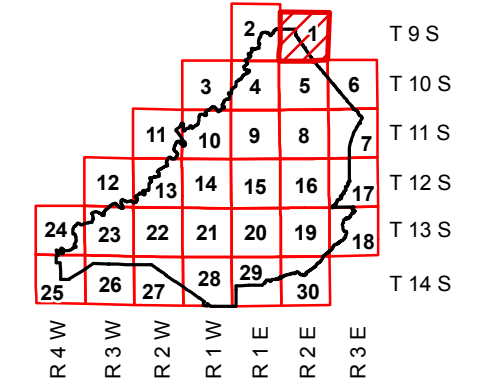 2 1 T 9 S
3 4 5 6 T 10 S
11 10 9 8 7 T 11 S
12 13 14 15 16 17 T 12 S
24 23 22 21 20 19 18 T 13 S
25 26 27 28 29 30 T 14 S
R 4 W R 3 W R 2 W R 1 W R 1 E R 2 E R 3 E